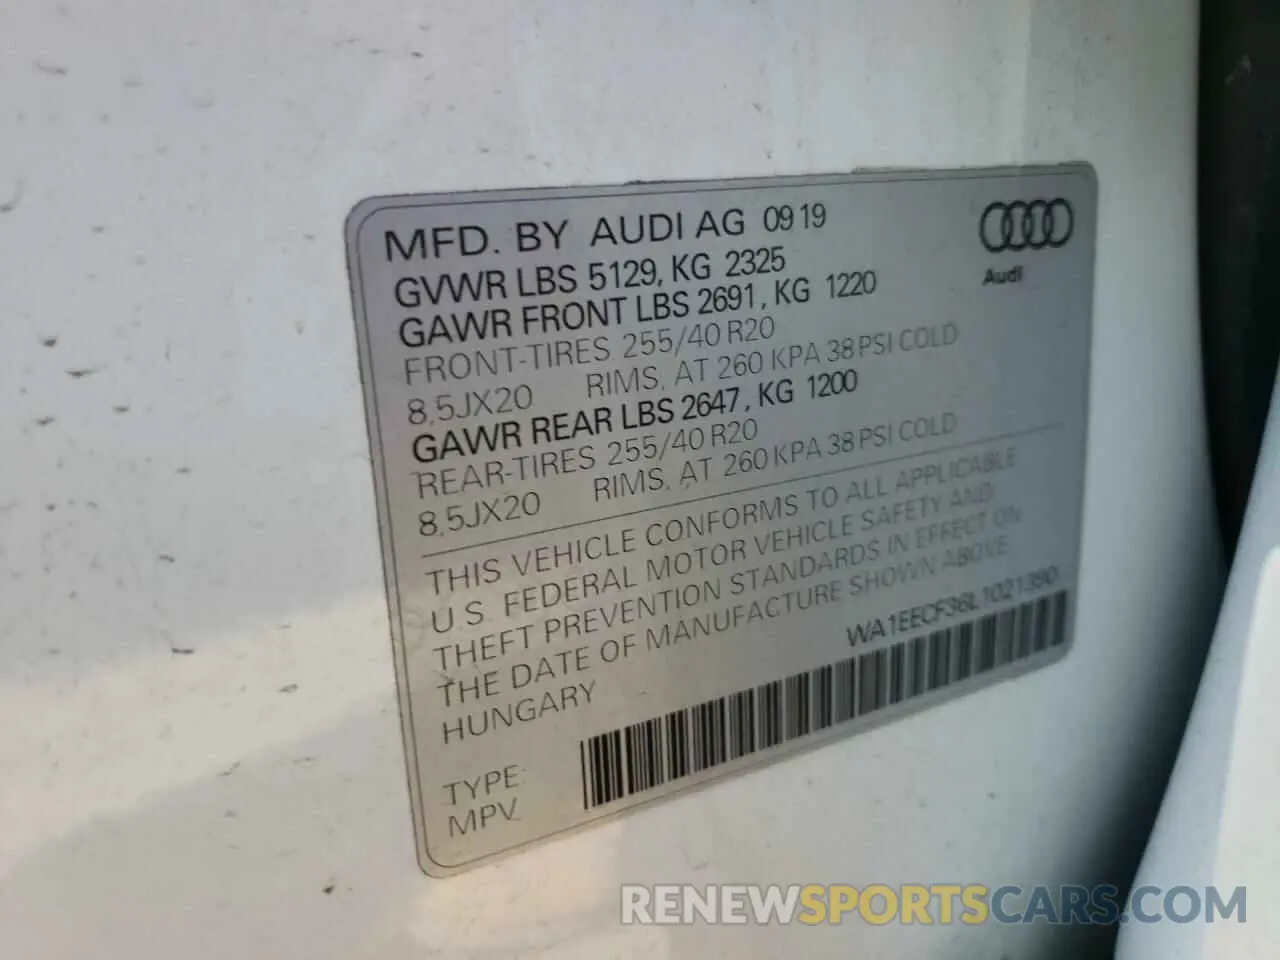 MFD. BY AUDI AG 09 19
GVWR LBS 5129, KG 2325
GAWR FRONT LBS 2691, KG 1220
FRONT-TIRES 255/40 R20
8,5JX20 RIMS, AT 260 KPA 38 PSI COLD
GAWR REAR LBS 2647, KG 1200
REAR-TIRES 255/40 R20
8,5JX20 RIMS, AT 260 KPA 38 PSI COLD
THIS VEHICLE CONFORMS TO ALL APPLICABLE
U S FEDERAL MOTOR VEHICLE SAFETY AND
THEFT PREVENTION STANDARDS IN EFFECT ON
THE DATE OF MANUFACTURE SHOWN ABOVE
HUNGARY
WA1EECF36L1021390
TYPE:
MPV
Audi
RENEWSPORTSCARS.COM